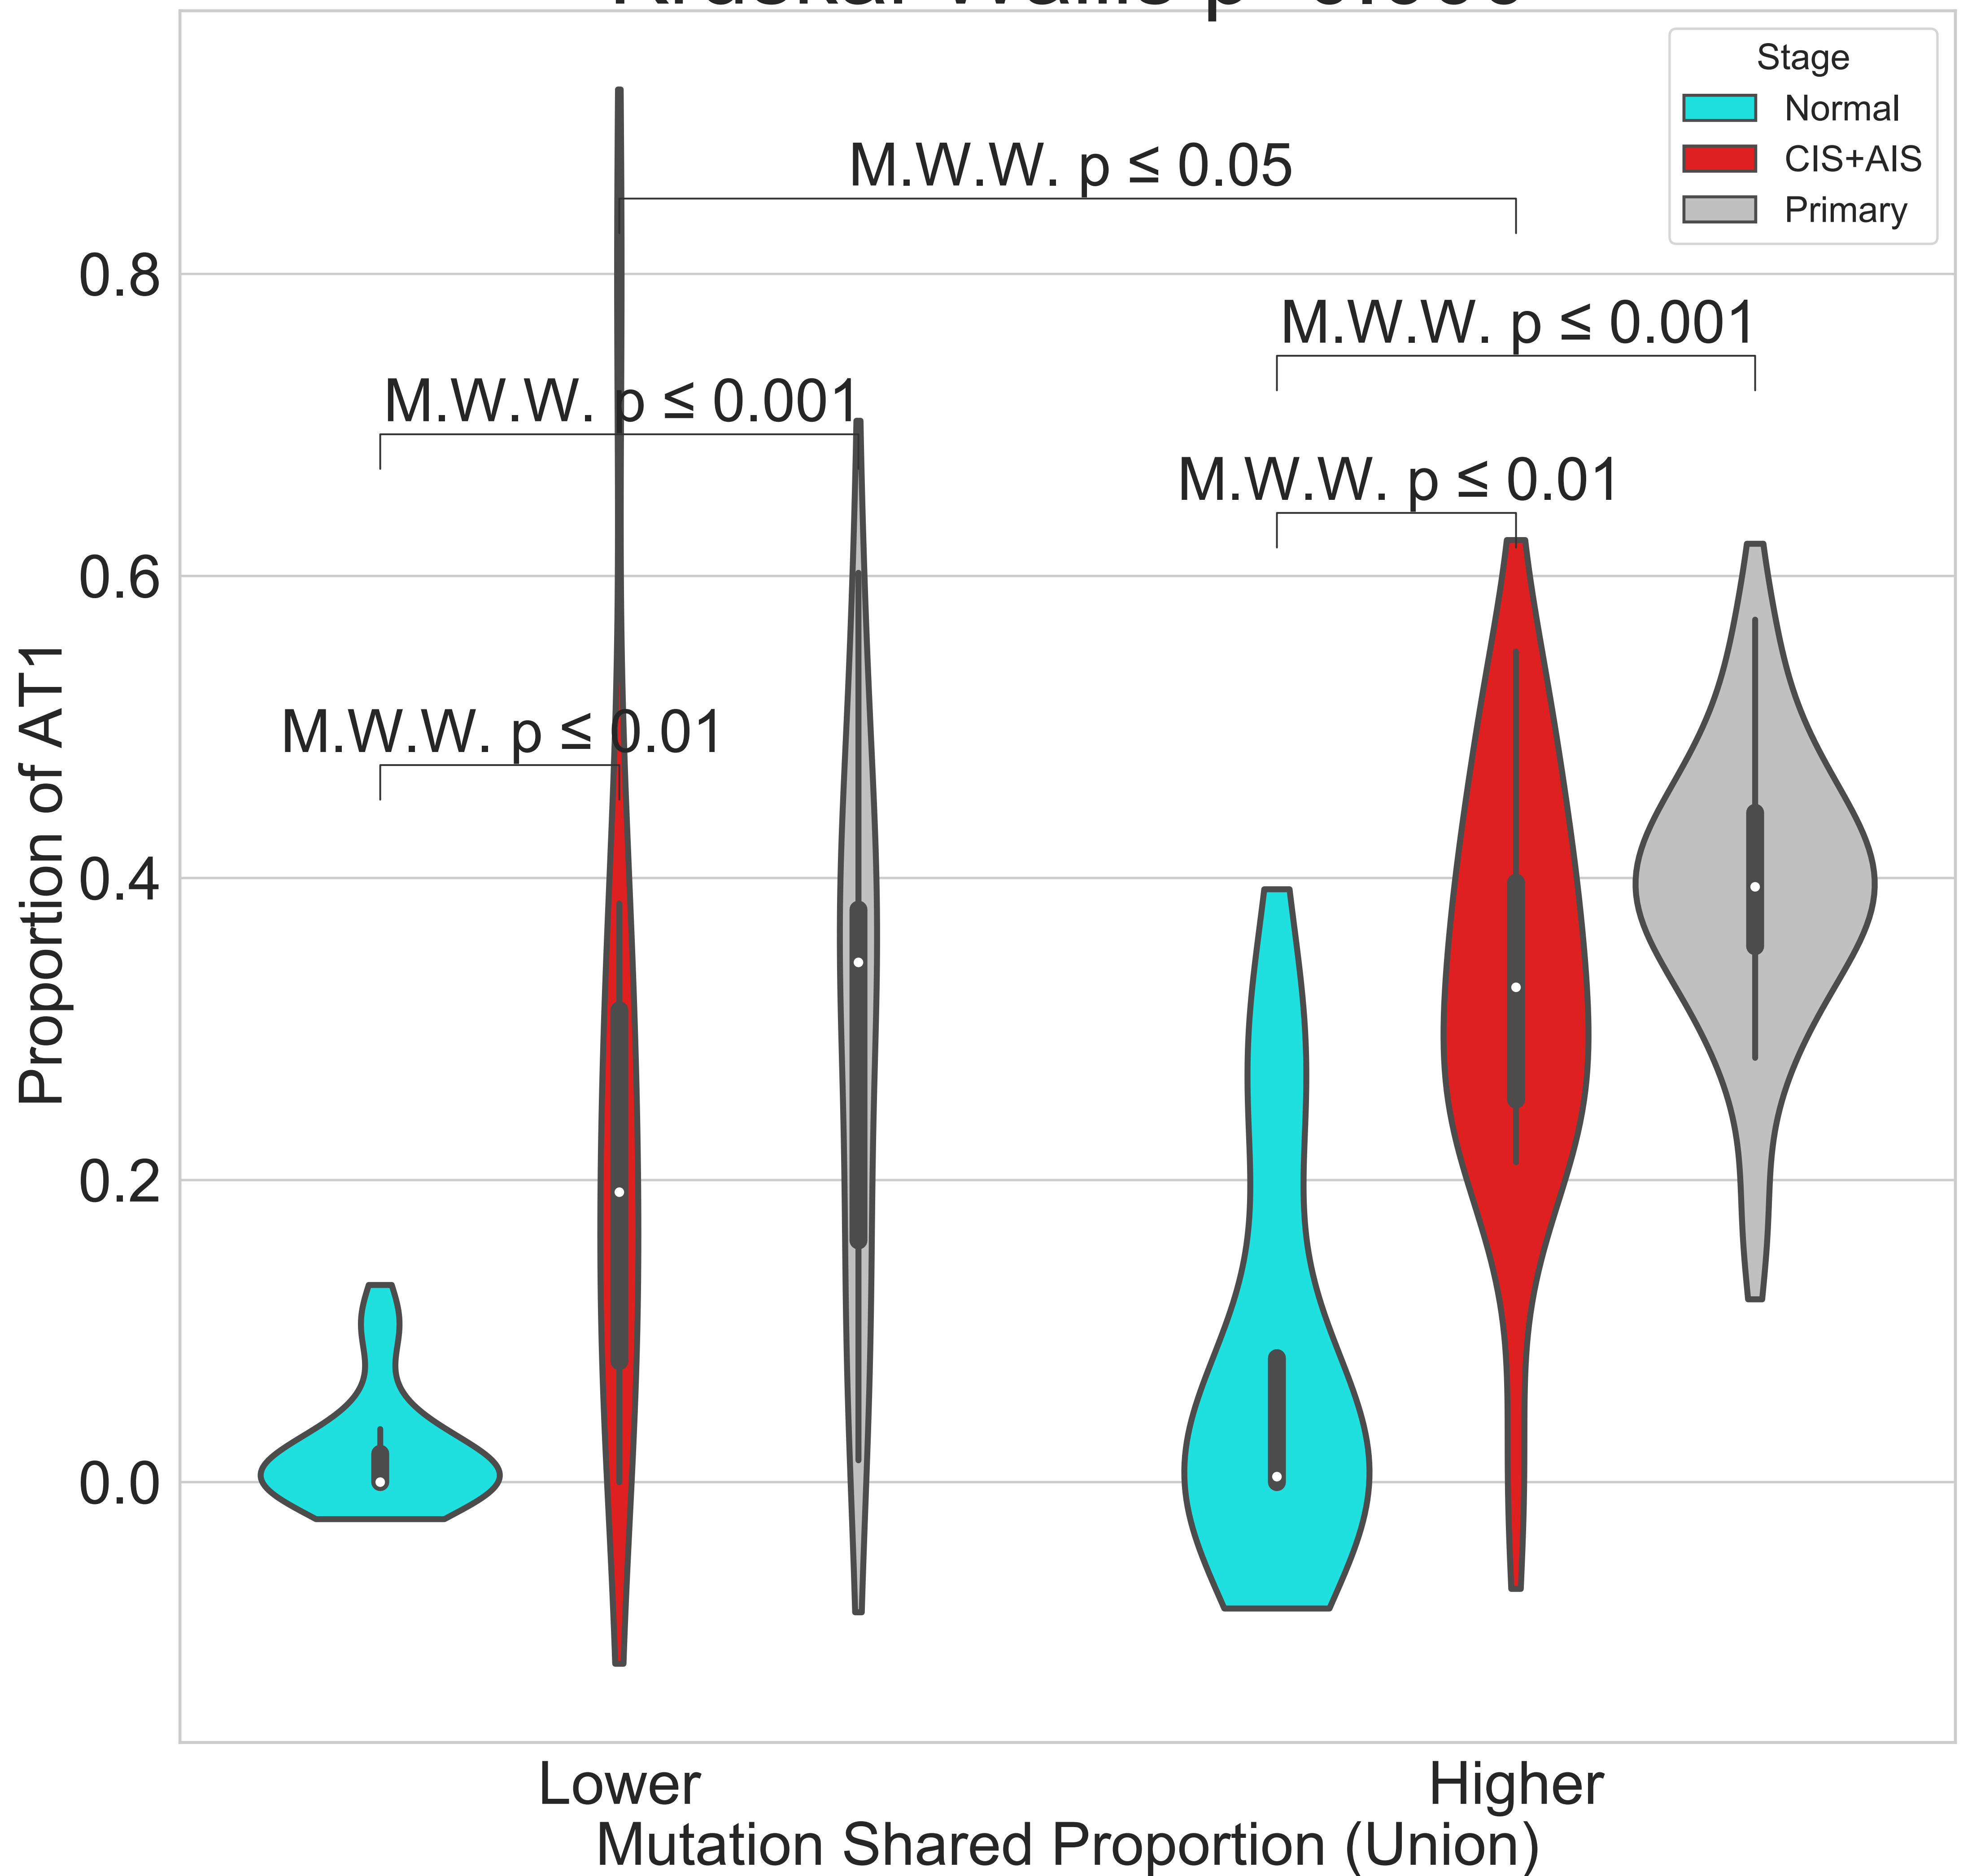 Stage
Normal
CIS+AIS
Primary
M.W.W. p ≤ 0.05
M.W.W. p ≤ 0.001
M.W.W. p ≤ 0.001
M.W.W. p ≤ 0.01
M.W.W. p ≤ 0.01
0.8
0.6
0.4
0.2
0.0
Proportion of AT1
Lower
Higher
Mutation Shared Proportion (Union)